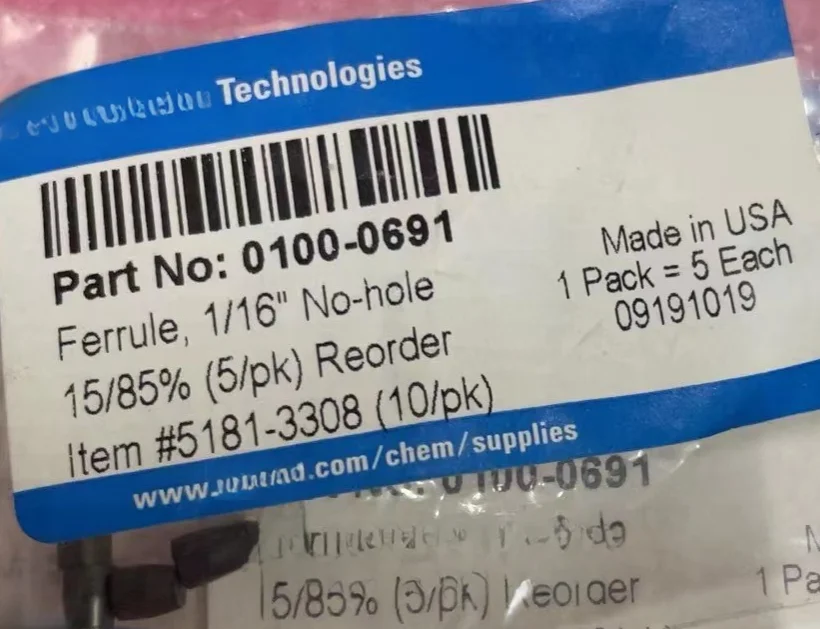 Technologies
Part No: 0100-0691
Ferrule, 1/16" No-hole
15/85% (5/pk) Reorder
Item #5181-3308 (10/pk)
Made in USA
1 Pack = 5 Each
09191019
.com/chem/supplies
0100-0691
15/85% (5/pk) Reorder
1 Pa